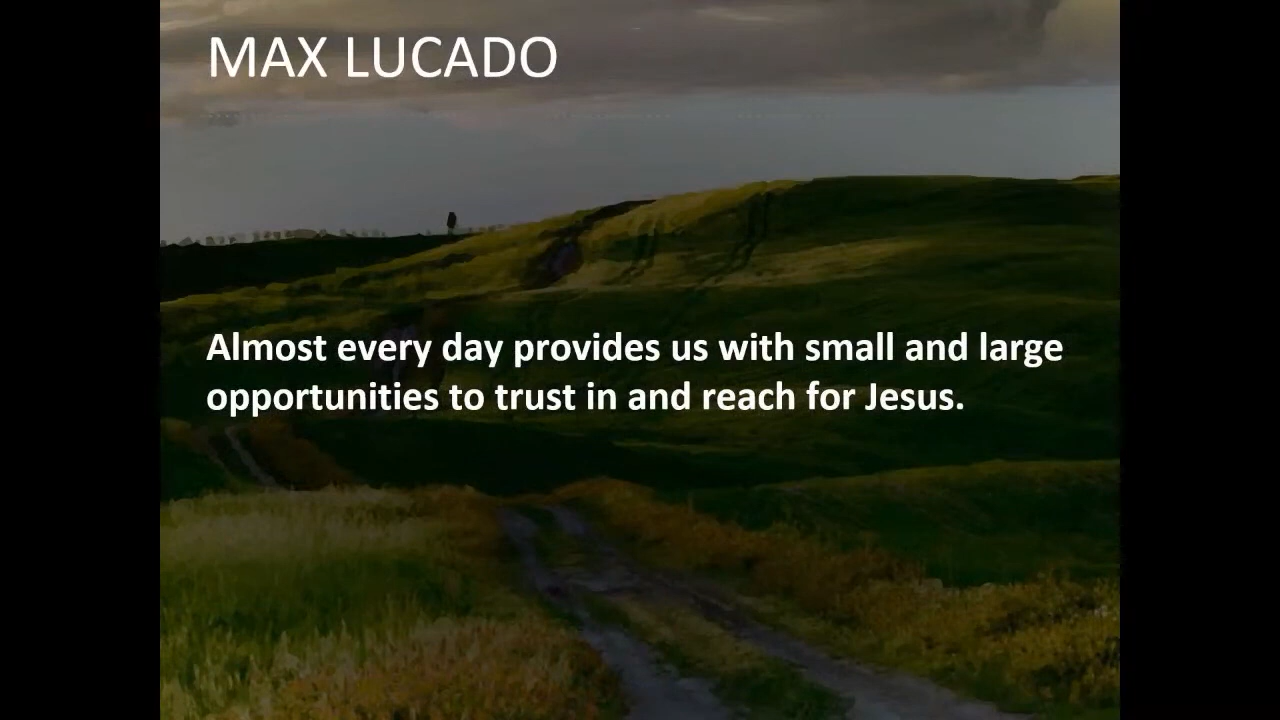 MAX LUCADO
Almost every day provides us with small and large
opportunities to trust in and reach for Jesus.